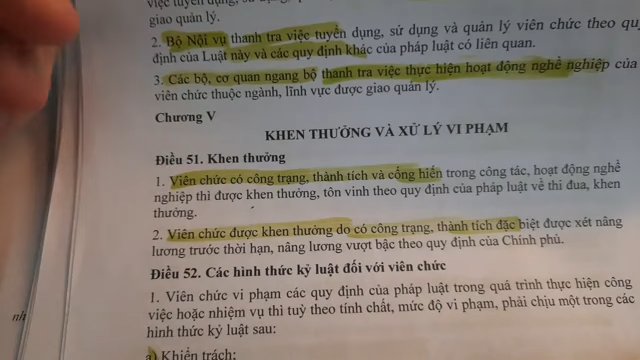 việc tuyển dụng, sử dụng,
giao quản lý.
2. Bộ Nội vụ thanh tra việc tuyển dụng, sử dụng và quản lý viên chức theo quy
định của Luật này và các quy định khác của pháp luật có liên quan.
3. Các bộ, cơ quan ngang bộ thanh tra việc thực hiện hoạt động nghề nghiệp của
viên chức thuộc ngành, lĩnh vực được giao quản lý.
Chương V
KHEN THƯỞNG VÀ XỬ LÝ VI PHẠM
Điều 51. Khen thưởng
1. Viên chức có công trạng, thành tích và cống hiến trong công tác, hoạt động nghề
nghiệp thì được khen thưởng, tôn vinh theo quy định của pháp luật về thi đua, khen
thưởng.
2. Viên chức được khen thưởng do có công trạng, thành tích đặc biệt được xét nâng
lương trước thời hạn, nâng lương vượt bậc theo quy định của Chính phủ.
Điều 52. Các hình thức kỷ luật đối với viên chức
1. Viên chức vi phạm các quy định của pháp luật trong quá trình thực hiện công
việc hoặc nhiệm vụ thì tuỳ theo tính chất, mức độ vi phạm, phải chịu một trong các
hình thức kỷ luật sau:
a) Khiển trách;